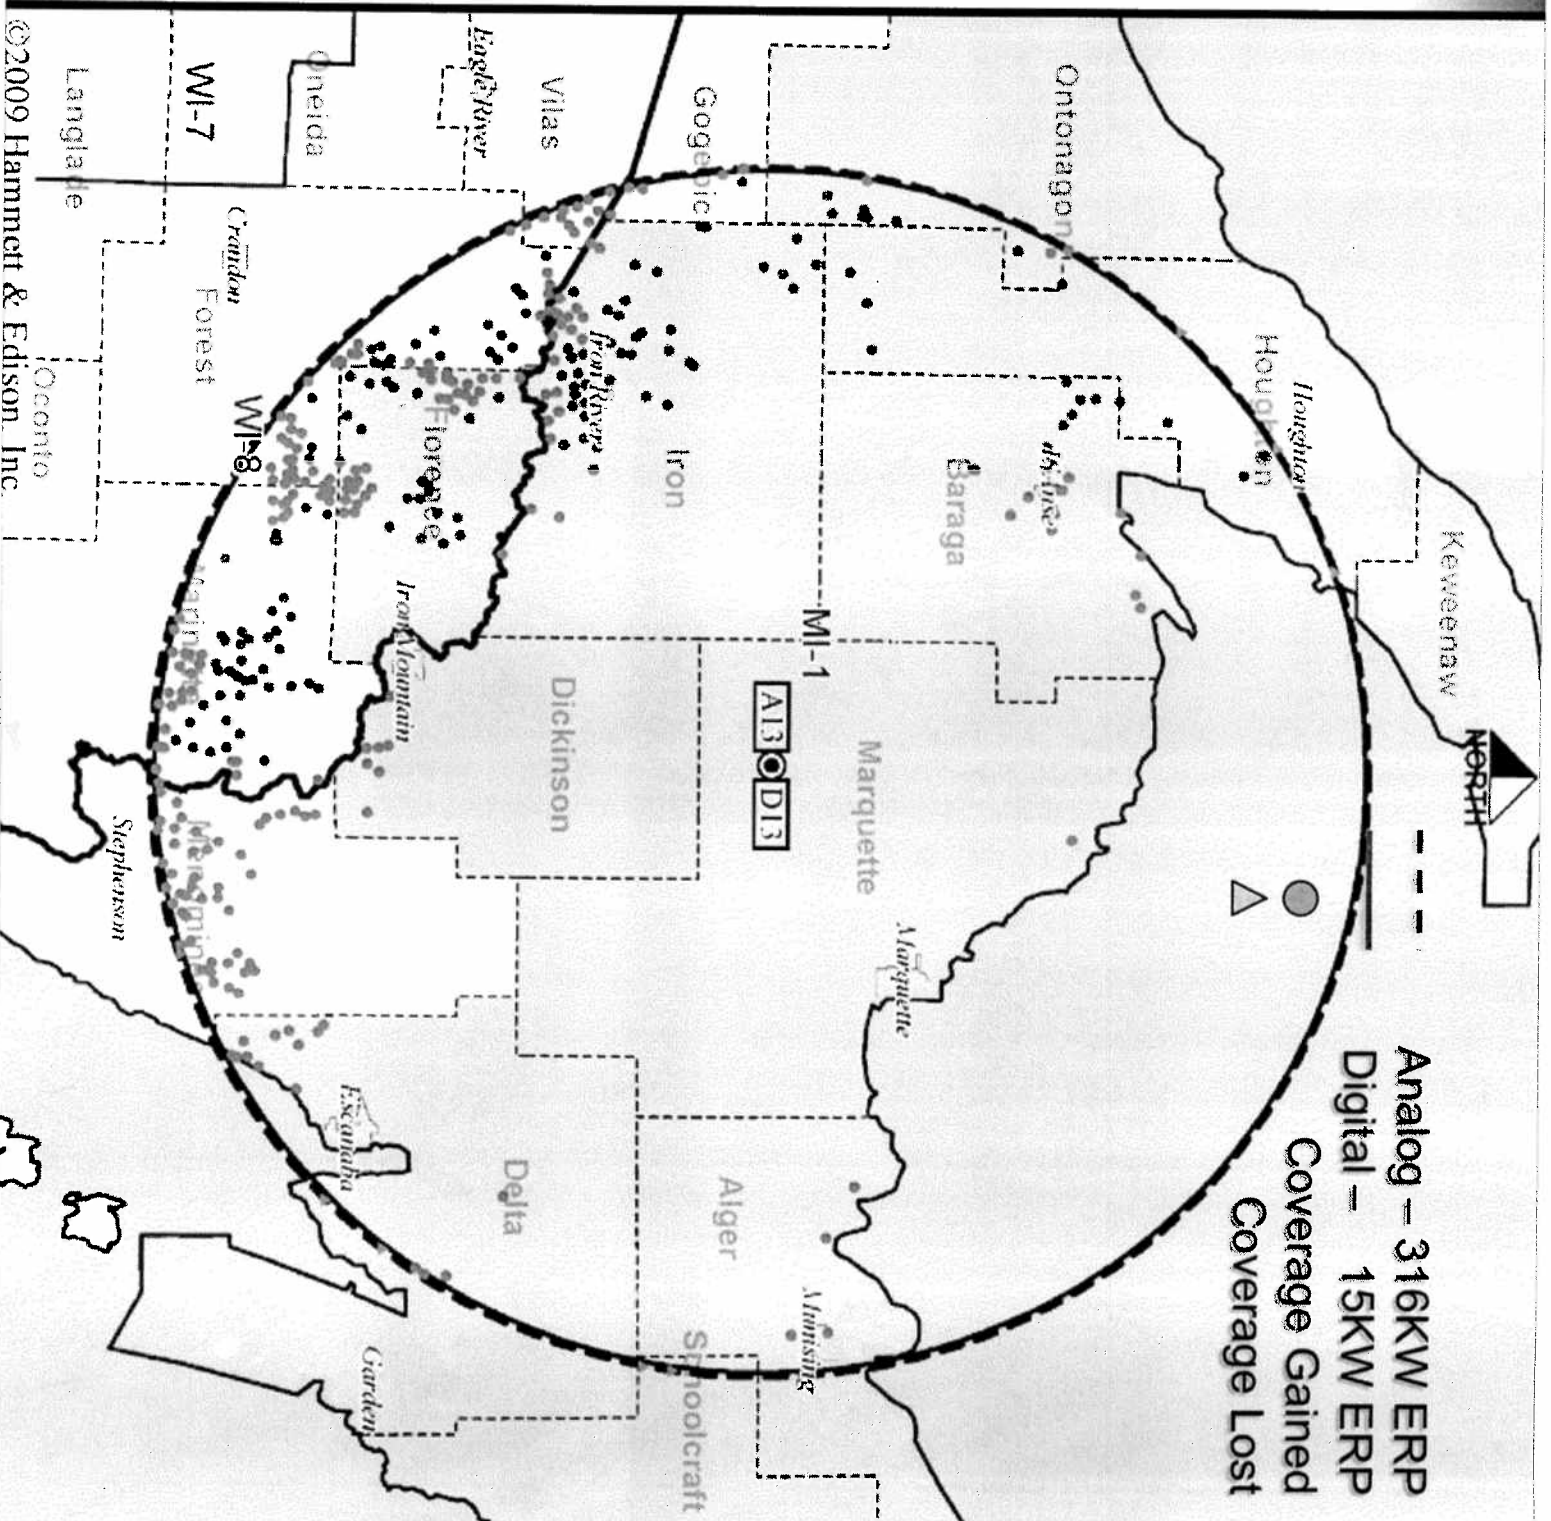 Analog – 316KW ERP
Digital – 15KW ERP
Coverage Gained
Coverage Lost
NORTH
Keweenaw
Houghton
Houghton
Ontonagon
Baraga
Marquette
Marquette
MI-1
A13
D13
Munising
Alger
Schoolcraft
Gogebic
Iron
Iron River
Dickinson
Delta
Vilas
Eagle River
Florence
Iron Mountain
Escanaba
Garden
Oneida
WI-7
Crandon
Forest
WI-8
Marinette
Menominee
Stephenson
Langlade
Oconto
©2009 Hammett & Edison, Inc.